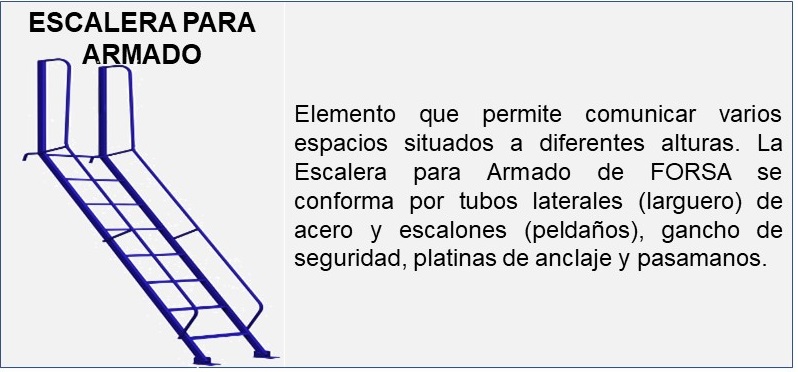 ESCALERA PARA
ARMADO
Elemento que permite comunicar varios
espacios situados a diferentes alturas. La
Escalera para Armado de FORSA se
conforma por tubos laterales (larguero) de
acero y escalones (peldaños), gancho de
seguridad, platinas de anclaje y pasamanos.